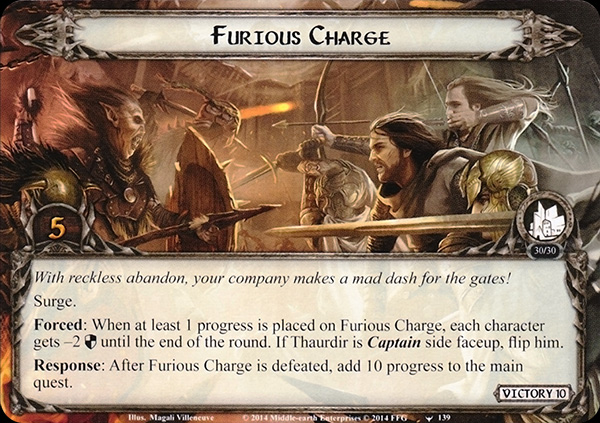 Furious Charge
5
30/30
With reckless abandon, your company makes a mad dash for the gates!
Surge.
Forced: When at least 1 progress is placed on Furious Charge, each character
gets –2 until the end of the round. If Thaurdir is Captain side faceup, flip him.
Response: After Furious Charge is defeated, add 10 progress to the main
quest.
Victory 10
Illus. Magali Villeneuve © 2014 Middle-earth Enterprises © 2014 FFG 139